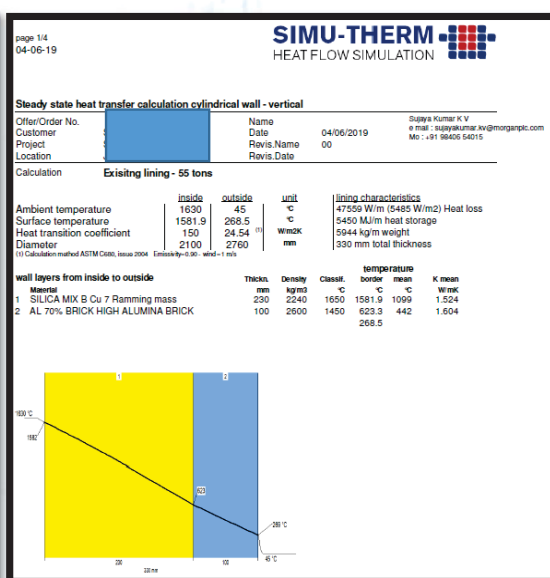 page 1/4
04-06-19
SIMU-THERM
HEAT FLOW SIMULATION
Steady state heat transfer calculation cylindrical wall - vertical
Offer/Order No. Name Sujaya Kumar K V
Customer Date 04/06/2019 e mail : sujayakumar.kv@morganplc.com
Project Revis.Name 00 Mo : +91 98406 54015
Location Revis.Date
Calculation Exisitng lining - 55 tons
inside outside unit lining characteristics
Ambient temperature 1630 45 °C 47559 W/m (5485 W/m2) Heat loss
Surface temperature 1581.9 268.5 °C 5450 MJ/m heat storage
Heat transition coefficient 150 24.54 (1) W/m2K 5944 kg/m weight
Diameter 2100 2760 mm 330 mm total thickness
(1) Calculation method ASTM C680, issue 2004 Emissivity=0.90 - wind=1 m/s
temperature
wall layers from inside to outside Thickn. Density Classif. border mean K mean
Material mm kg/m3 °C °C °C W/mK
1 SILICA MIX B Cu 7 Ramming mass 230 2240 1650 1581.9 1099 1.524
2 AL 70% BRICK HIGH ALUMINA BRICK 100 2600 1450 623.3 442 1.604
268.5
1 2
1630 °C
1582
623
269 °C
45 °C
230 100
330 mm